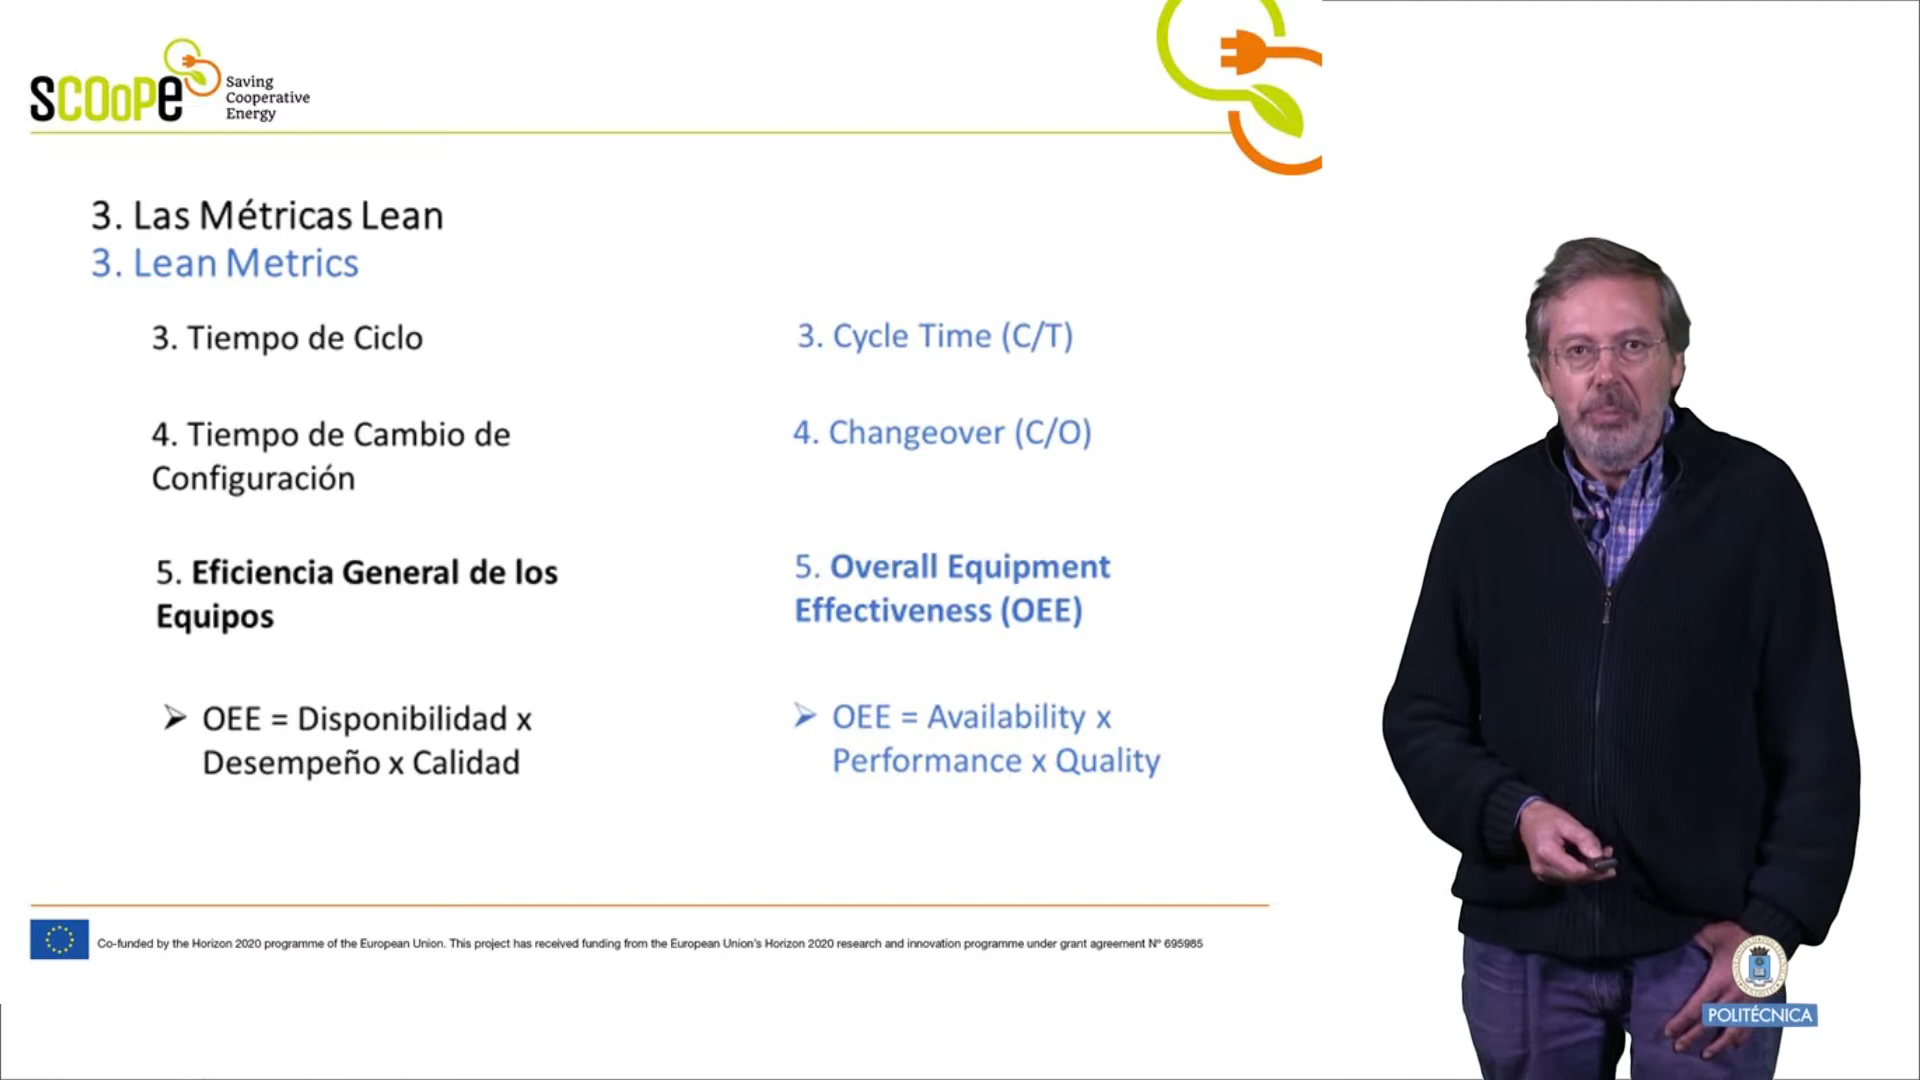 SCOoPE
Saving
Cooperative
Energy
3. Las Métricas Lean
3. Lean Metrics
3. Tiempo de Ciclo
3. Cycle Time (C/T)
4. Tiempo de Cambio de
Configuración
4. Changeover (C/O)
5. Eficiencia General de los
Equipos
5. Overall Equipment
Effectiveness (OEE)
➢ OEE = Disponibilidad x
Desempeño x Calidad
➢ OEE = Availability x
Performance x Quality
Co-funded by the Horizon 2020 programme of the European Union. This project has received funding from the European Union's Horizon 2020 research and innovation programme under grant agreement Nº 695985
POLITÉCNICA